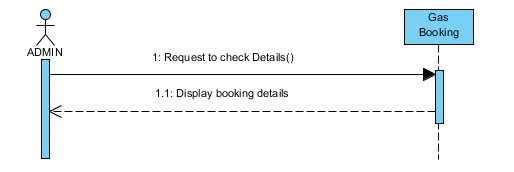 Gas
Booking
ADMIN
1: Request to check Details()
1.1: Display booking details